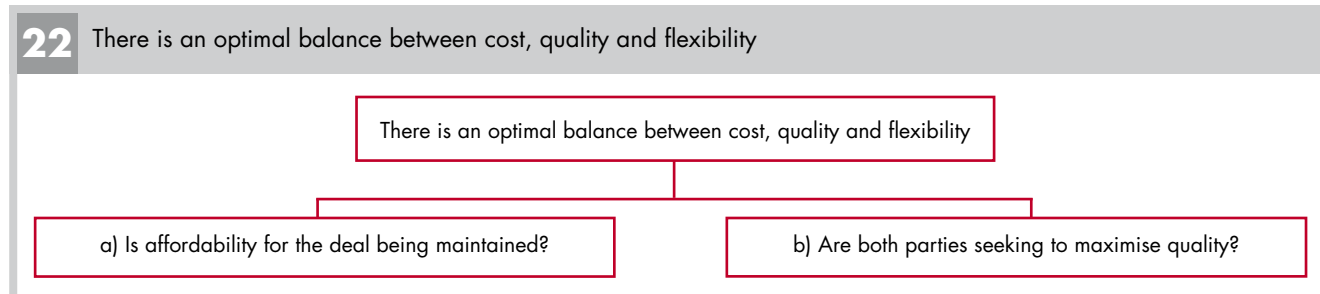 22 There is an optimal balance between cost, quality and flexibility
There is an optimal balance between cost, quality and flexibility
a) Is affordability for the deal being maintained?
b) Are both parties seeking to maximise quality?